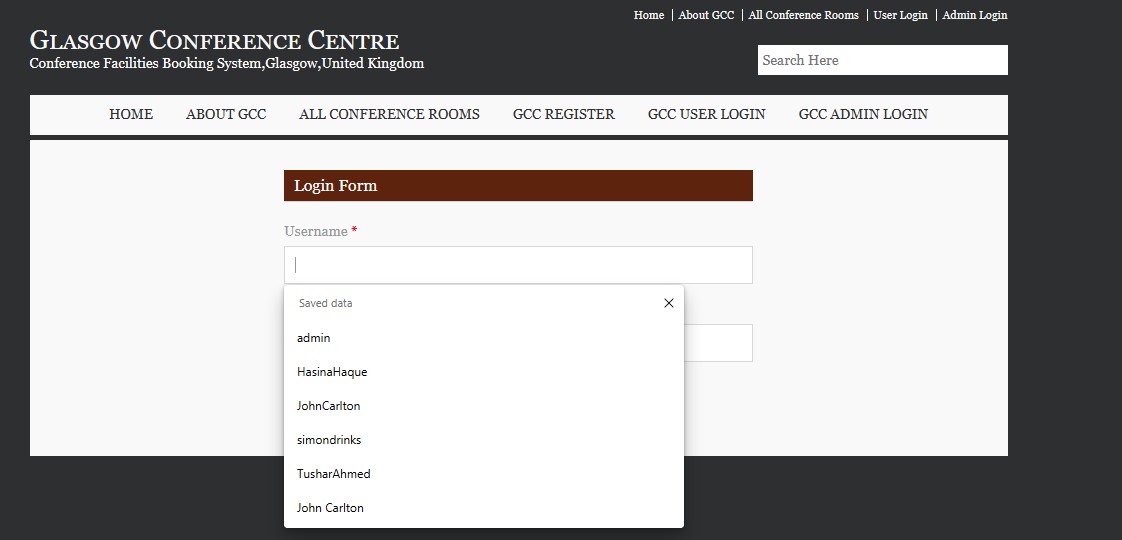 Home | About GCC | All Conference Rooms | User Login | Admin Login
GLASGOW CONFERENCE CENTRE
Conference Facilities Booking System,Glasgow,United Kingdom
Search Here
HOME ABOUT GCC ALL CONFERENCE ROOMS GCC REGISTER GCC USER LOGIN GCC ADMIN LOGIN
Login Form
Username *
Saved data
admin
HasinaHaque
JohnCarlton
simondrinks
TusharAhmed
John Carlton